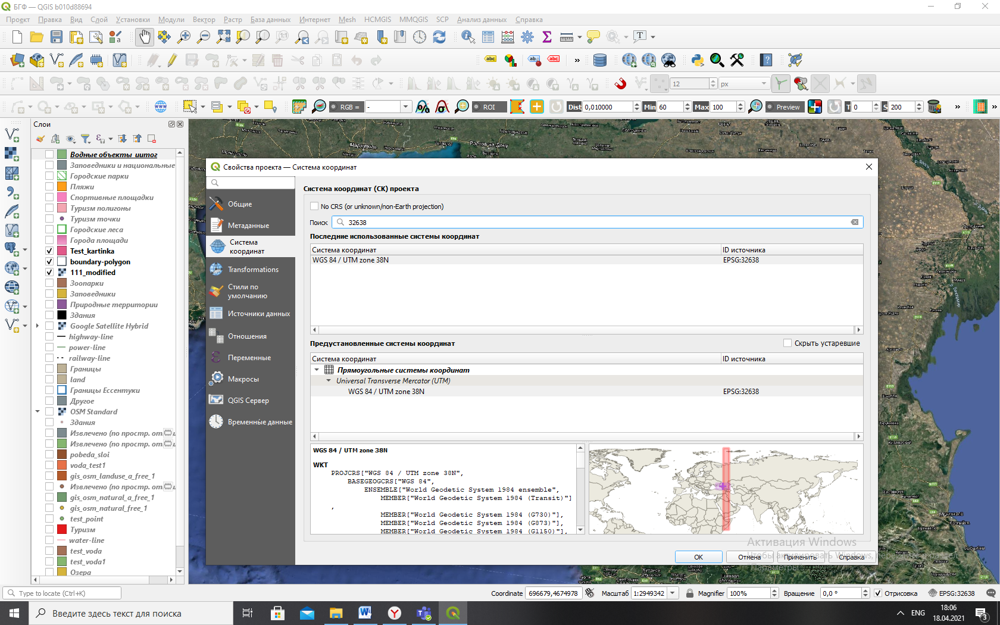 БГФ — QGIS b010d88694
Проект Правка Вид Слой Установки Модули Вектор Растр База данных Интернет Mesh HCMGIS MMQGIS SCP Анализ данных Справка
abc abc abc »
12 px
RGB = - ROI Dist 0,010000 Min 60 Max 100 Preview T 0 S 200 » »
Слои
Водные объекты_иитог
Заповедники и национальные
Городские парки
Пляжи
Спортивные площадки
Туризм полигоны
Туризм точки
Городские леса
Города площади
Test_kartinka
boundary-polygon
111_modified
Зоопарки
Заповедники
Природные территории
Здания
Google Satellite Hybrid
highway-line
power-line
railway-line
Границы
land
Границы Ессентуки
Другое
OSM Standard
Здания
Извлечено (по простр. от
Извлечено (по простр. от
pobeda_sloi
voda_test1
gis_osm_landuse_a_free_1
Извлечено (по простр. от
gis_osm_natural_a_free_1
gis_osm_natural_free_1
test_point
Туризм
water-line
test_voda
test_voda1
Озера
Мариуполь
Ростов-на-Дону
Свойства проекта — Система координат
Общие
Метаданные
Система координат
Transformations
Стили по умолчанию
Источники данных
Отношения
Переменные
Макросы
QGIS Сервер
Временные данные
Система координат (СК) проекта
No CRS (or unknown/non-Earth projection)
Поиск 32638
Последние использованные системы координат
Система координат ID источника
WGS 84 / UTM zone 38N EPSG:32638
Предустановленные системы координат Скрыть устаревшие
Система координат ID источника
Прямоугольные системы координат
Universal Transverse Mercator (UTM)
WGS 84 / UTM zone 38N EPSG:32638
WGS 84 / UTM zone 38N
WKT
PROJCRS["WGS 84 / UTM zone 38N",
BASEGEOGCRS["WGS 84",
ENSEMBLE["World Geodetic System 1984 ensemble",
MEMBER["World Geodetic System 1984 (Transit)"]
,
MEMBER["World Geodetic System 1984 (G730)"],
MEMBER["World Geodetic System 1984 (G873)"],
MEMBER["World Geodetic System 1984 (G1150)"],
Активация Windows
Чтобы активировать Windows,
Параметры
OK Отмена Применить Справка
Type to locate (Ctrl+K) Coordinate 696679,4674978 Масштаб 1:2949342 Magnifier 100% Вращение 0,0 ° Отрисовка EPSG:32638
Введите здесь текст для поиска
ENG 18:06
18.04.2021 3